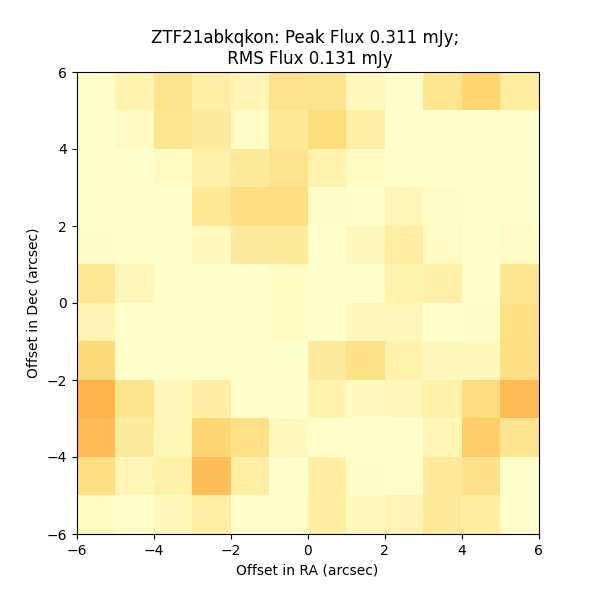 ZTF21abkqkon: Peak Flux 0.311 mJy;
RMS Flux 0.131 mJy
6
4
2
0
−2
−4
−6
Offset in Dec (arcsec)
−6 −4 −2 0 2 4 6
Offset in RA (arcsec)